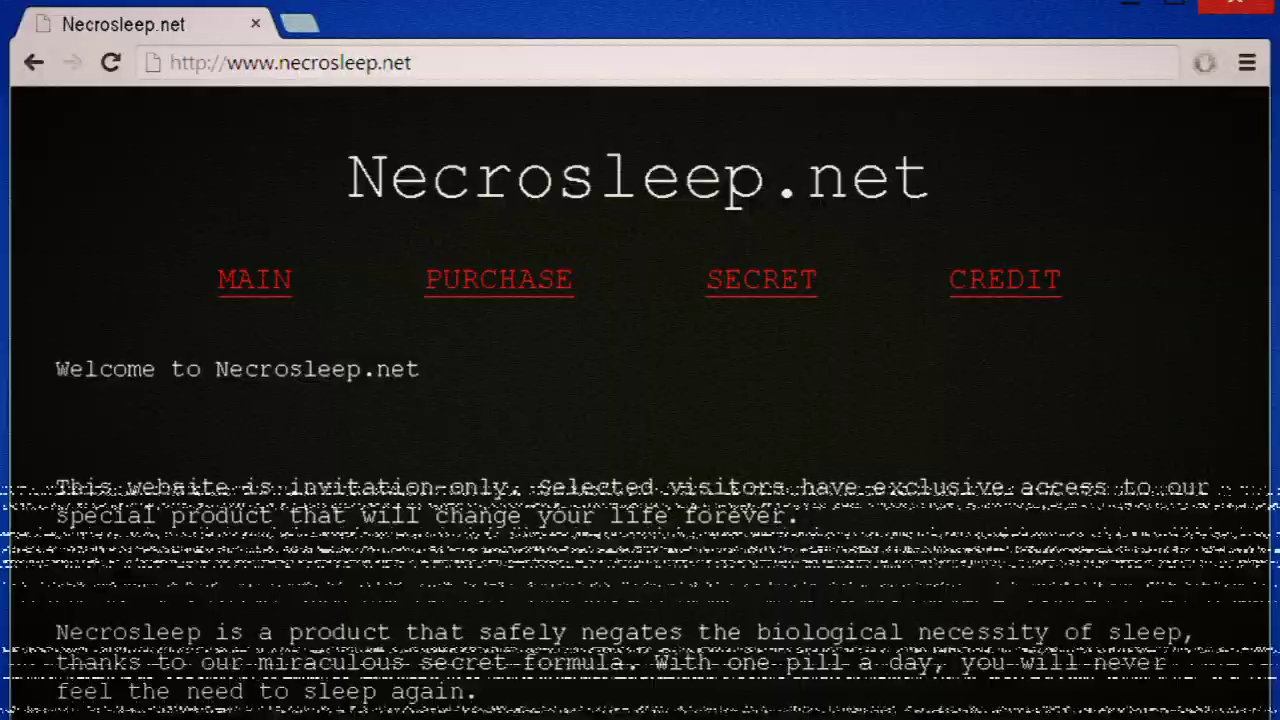 Necrosleep.net
http://www.necrosleep.net
Necrosleep.net
MAIN PURCHASE SECRET CREDIT
Welcome to Necrosleep.net
This website is invitation-only. Selected visitors have exclusive access to our
special product that will change your life forever.
Necrosleep is a product that safely negates the biological necessity of sleep,
thanks to our miraculous secret formula. With one pill a day, you will never
feel the need to sleep again.